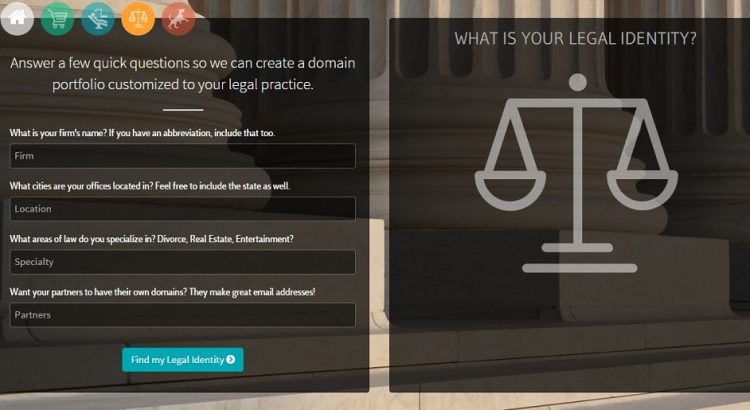 Answer a few quick questions so we can create a domain
portfolio customized to your legal practice.
What is your firm's name? If you have an abbreviation, include that too.
Firm
What cities are your offices located in? Feel free to include the state as well.
Location
What areas of law do you specialize in? Divorce, Real Estate, Entertainment?
Specialty
Want your partners to have their own domains? They make great email addresses!
Partners
Find my Legal Identity
WHAT IS YOUR LEGAL IDENTITY?